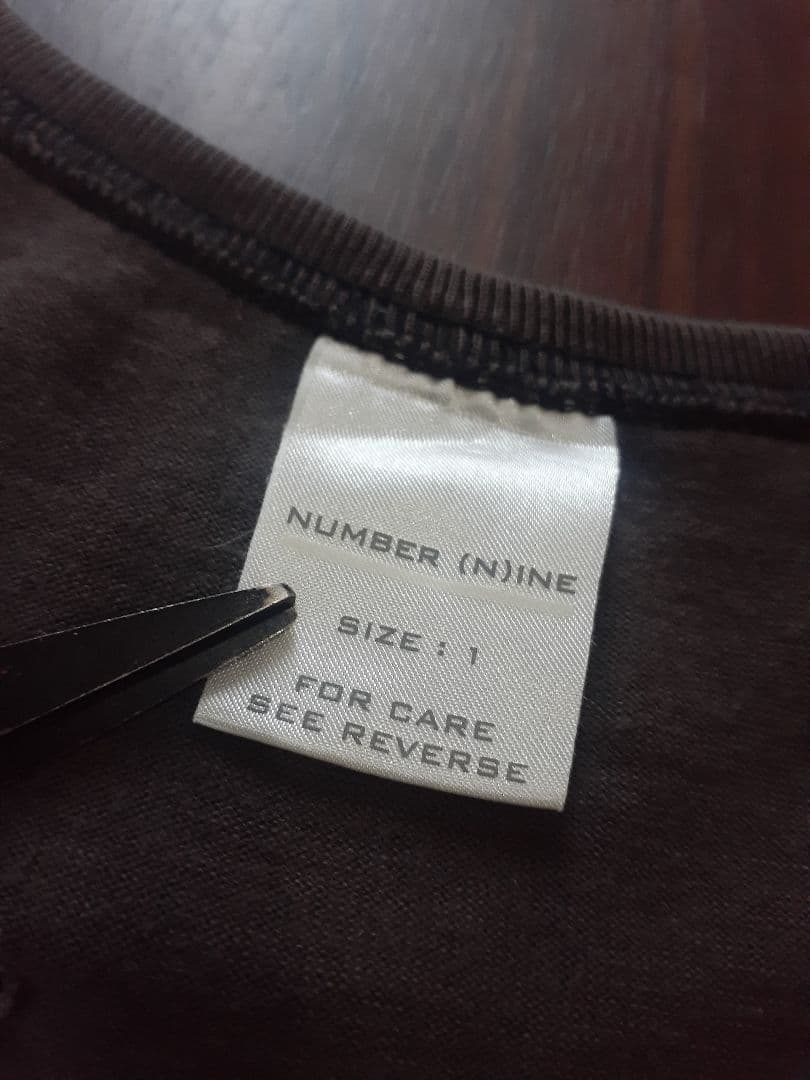 NUMBER (N)INE
SIZE : 1
FOR CARE
SEE REVERSE